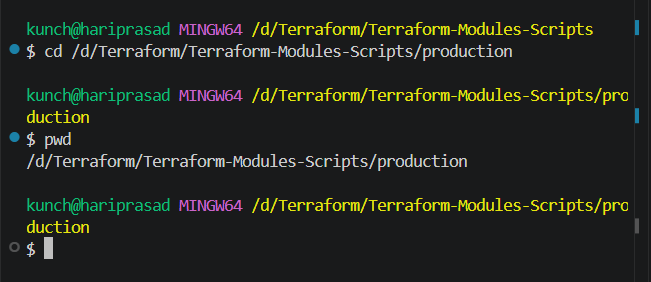 kunch@hariprasad MINGW64 /d/Terraform/Terraform-Modules-Scripts
$ cd /d/Terraform/Terraform-Modules-Scripts/production
kunch@hariprasad MINGW64 /d/Terraform/Terraform-Modules-Scripts/pro
duction
$ pwd
/d/Terraform/Terraform-Modules-Scripts/production
kunch@hariprasad MINGW64 /d/Terraform/Terraform-Modules-Scripts/pro
duction
$